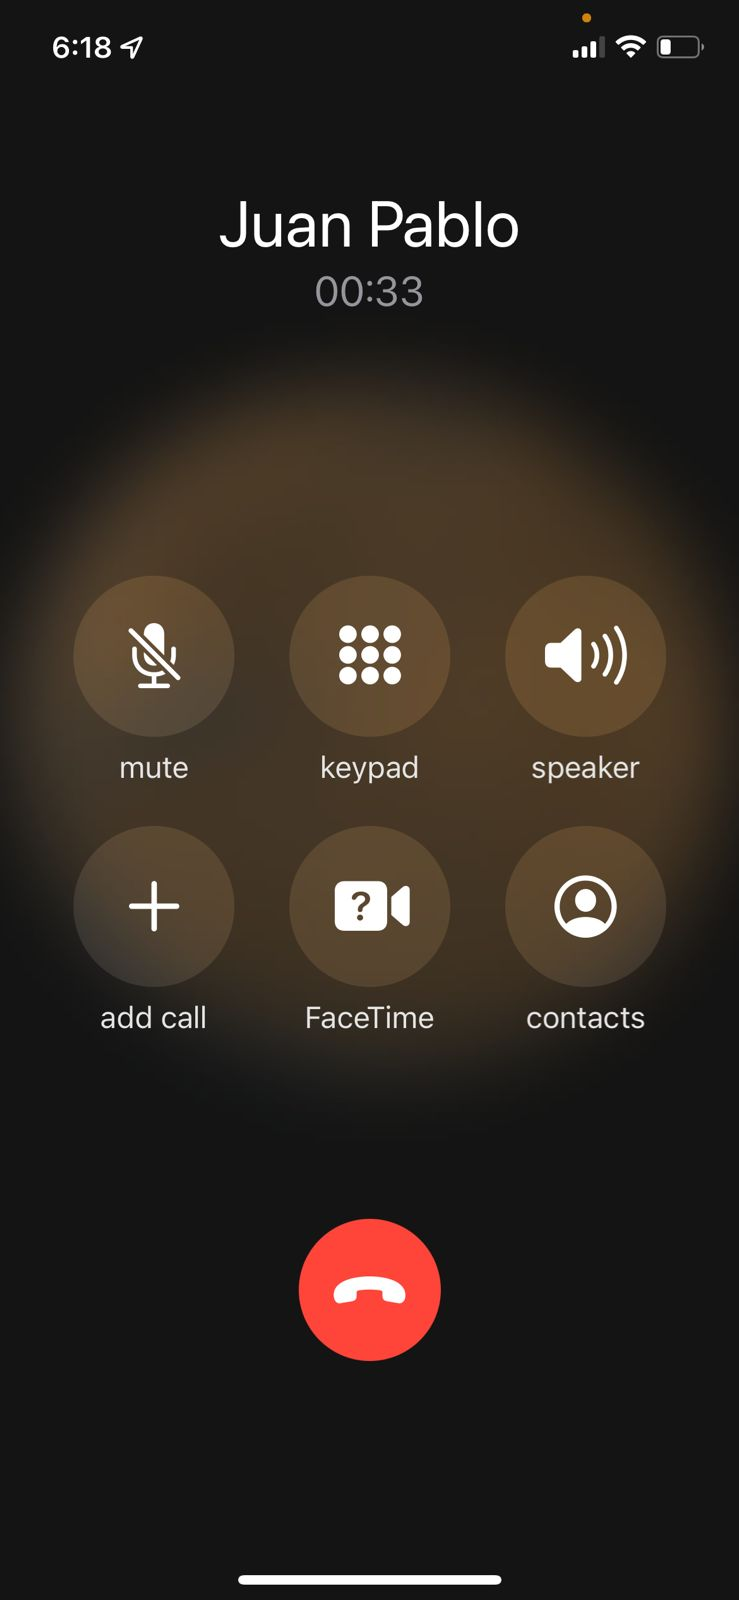 6:18
Juan Pablo
00:33
mute keypad speaker
?
add call FaceTime contacts